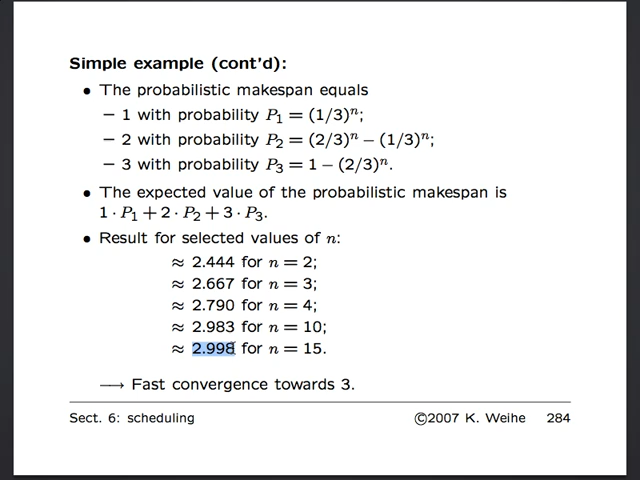 Simple example (cont'd):
• The probabilistic makespan equals
– 1 with probability P₁ = (1/3)ⁿ;
– 2 with probability P₂ = (2/3)ⁿ − (1/3)ⁿ;
– 3 with probability P₃ = 1 − (2/3)ⁿ.
• The expected value of the probabilistic makespan is
1 · P₁ + 2 · P₂ + 3 · P₃.
• Result for selected values of n:
≈ 2.444 for n = 2;
≈ 2.667 for n = 3;
≈ 2.790 for n = 4;
≈ 2.983 for n = 10;
≈ 2.998 for n = 15.
⟶ Fast convergence towards 3.
Sect. 6: scheduling ©2007 K. Weihe 284